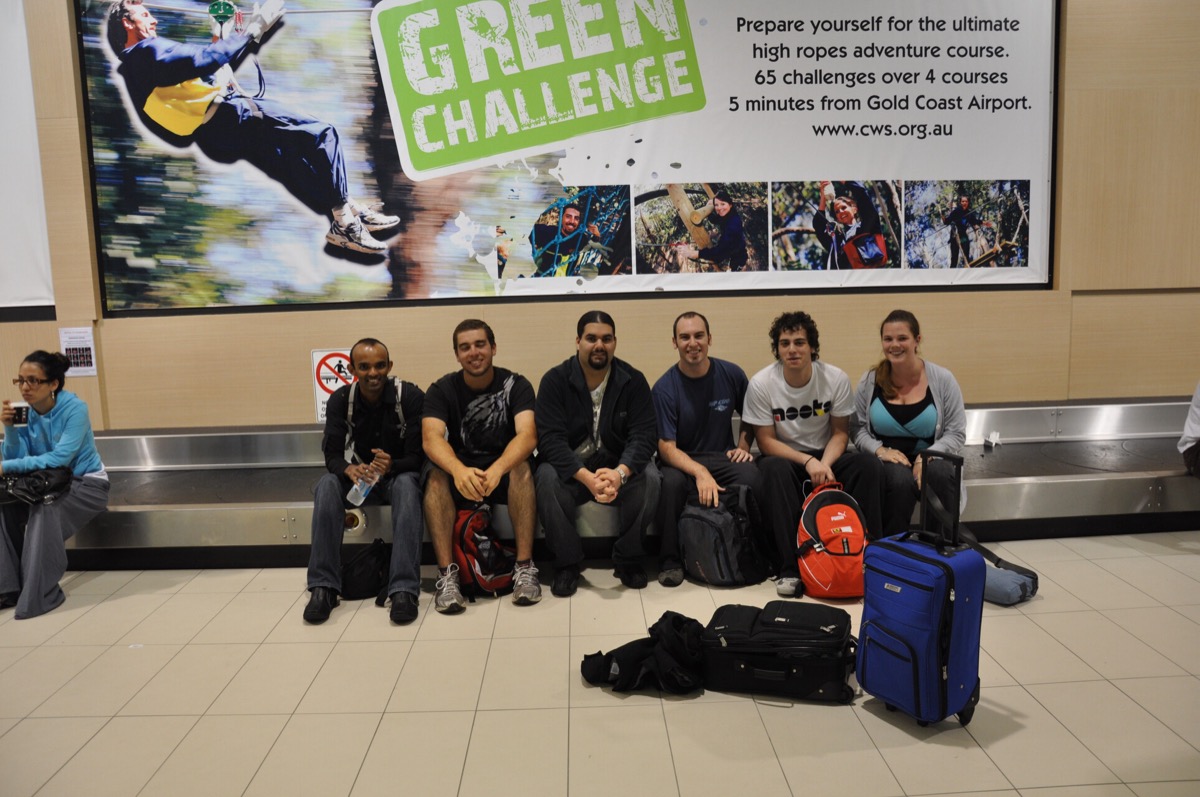 GREEN
CHALLENGE
Prepare yourself for the ultimate
high ropes adventure course.
65 challenges over 4 courses
5 minutes from Gold Coast Airport.
www.cws.org.au
nooka
PUMA